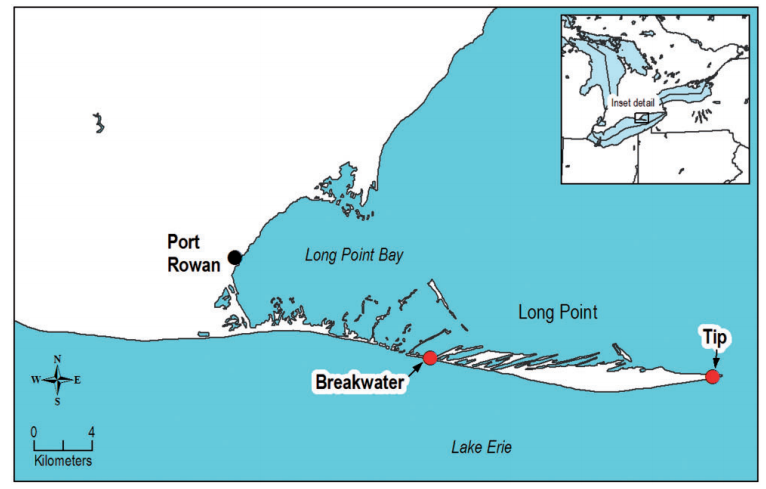 Inset detail
Port
Rowan
Long Point Bay
Long Point
Tip
Breakwater
N
W E
S
0 4
Kilometers
Lake Erie